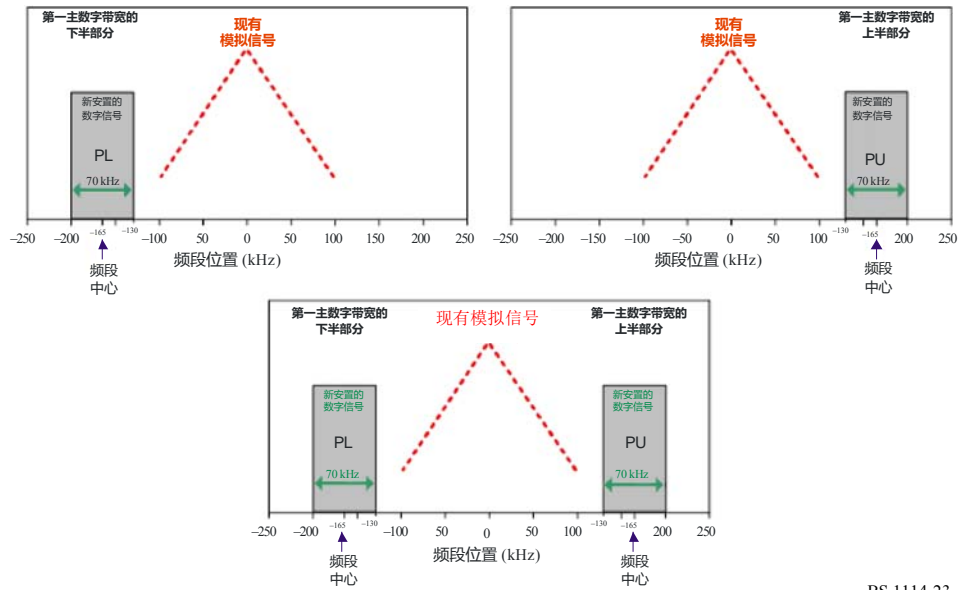 第一主数字带宽的
下半部分
现有
模拟信号
新安置的
数字信号
PL
70 kHz
–250 –200 –165 –130 –100 50 0 50 100 150 200 250
频段位置 (kHz)
频段
中心
现有
模拟信号
第一主数字带宽的
上半部分
新安置的
数字信号
PU
70 kHz
–250 –200 –150 –100 50 0 50 100 –130 –165 200 250
频段位置 (kHz)
频段
中心
第一主数字带宽的
下半部分
现有模拟信号
第一主数字带宽的
上半部分
新安置的
数字信号
PL
70 kHz
新安置的
数字信号
PU
70 kHz
–250 –200 –165 –130 –100 50 0 50 100 –130 –165 200 250
频段位置 (kHz)
频段
中心
频段
中心